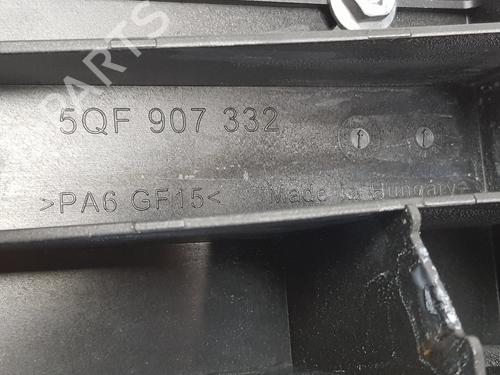 PARTS
5QF 907 332
>PA6 GF15< Made in Hungary